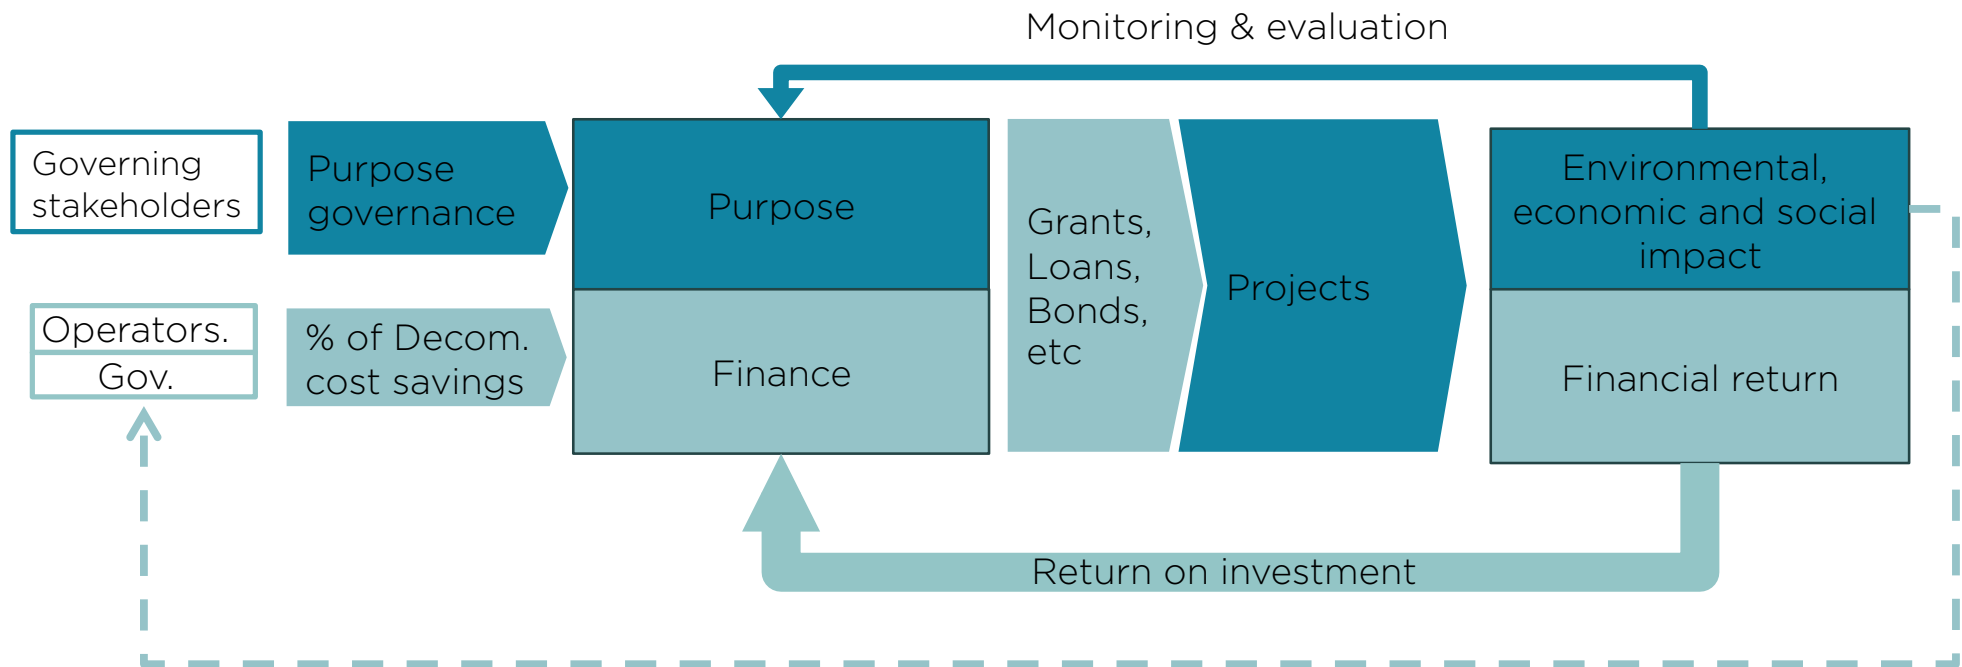 Monitoring & evaluation
Governing
stakeholders
Purpose
governance
Purpose
Grants,
Loans,
Bonds,
etc
Projects
Environmental,
economic and social
impact
Operators.
Gov.
% of Decom.
cost savings
Finance
Financial return
Return on investment